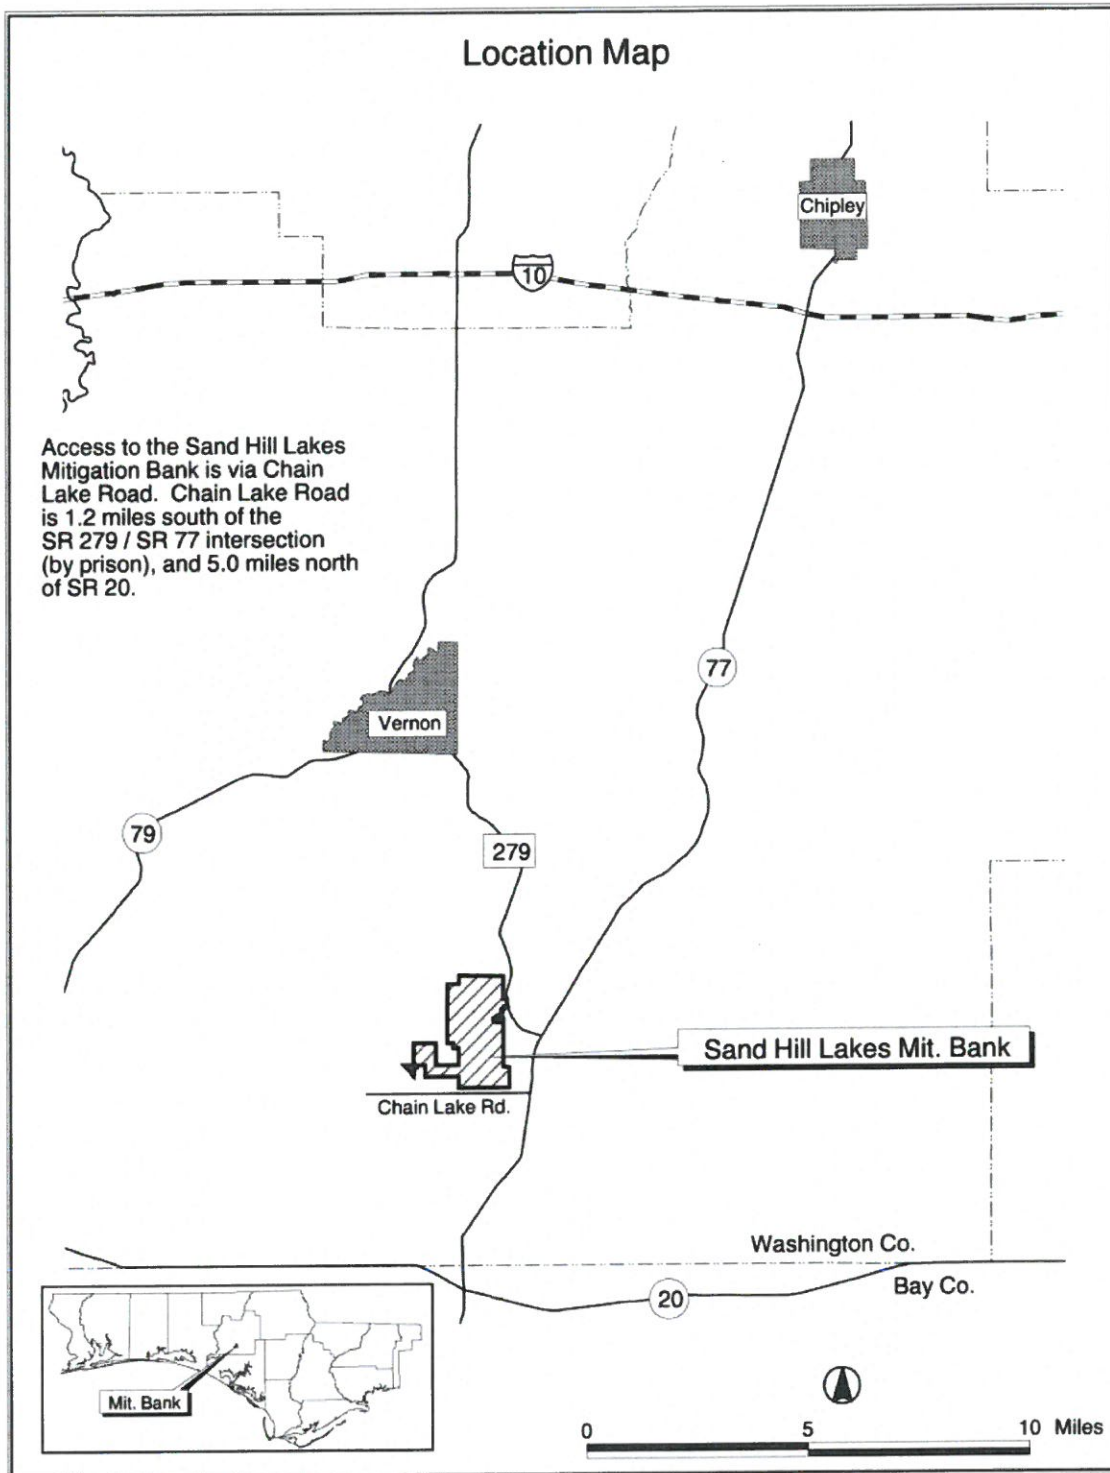 Location Map
Chipley
10
Access to the Sand Hill Lakes
Mitigation Bank is via Chain
Lake Road.  Chain Lake Road
is 1.2 miles south of the
SR 279 / SR 77 intersection
(by prison), and 5.0 miles north
of SR 20.
77
Vernon
79
279
Sand Hill Lakes Mit. Bank
Chain Lake Rd.
Washington Co.
Bay Co.
20
Mit. Bank
0 5 10 Miles